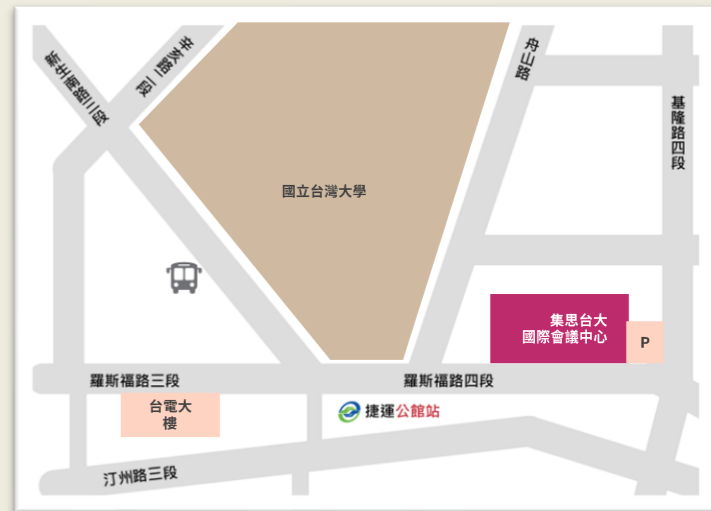 新生南路三段
辛亥路一段
舟山路
基隆路四段
國立台灣大學
集思台大
國際會議中心
P
羅斯福路三段
羅斯福路四段
台電大
樓
捷運公館站
汀州路三段